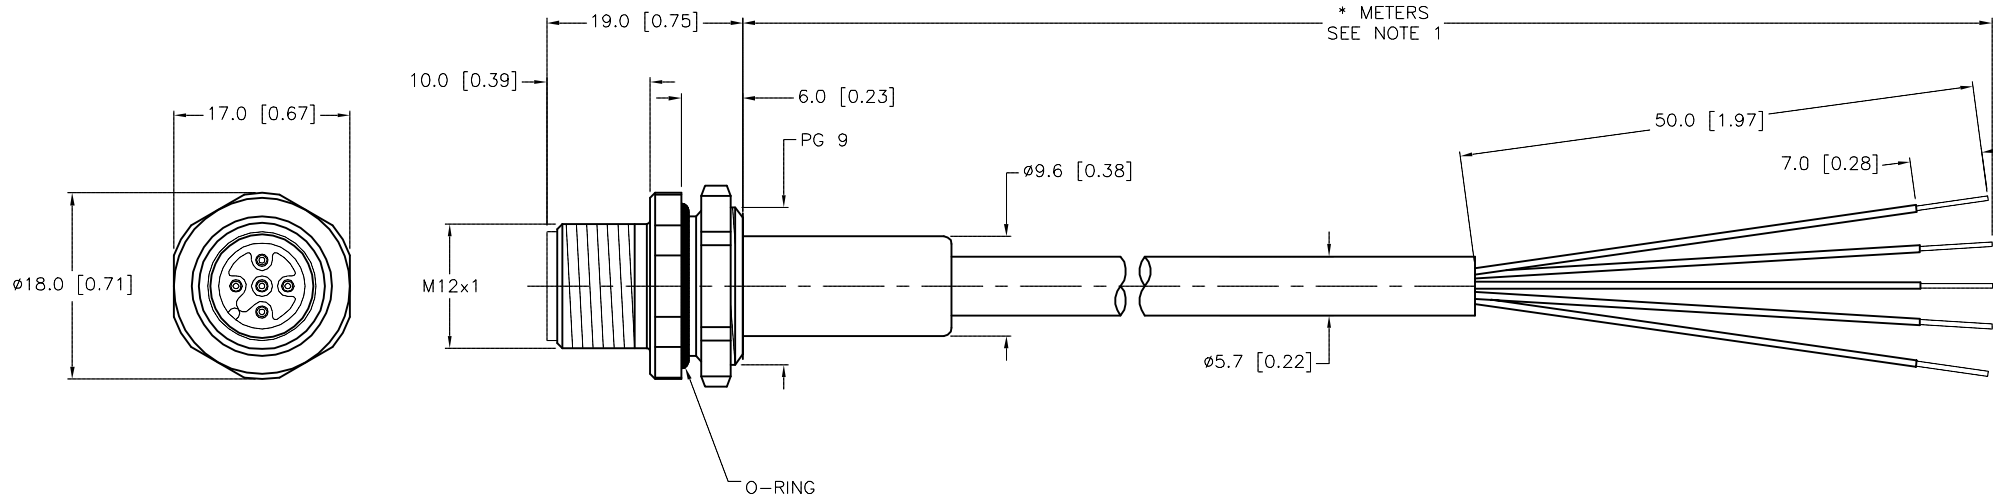 * METERS
SEE NOTE 1
19.0 [0.75]
10.0 [0.39]
6.0 [0.23]
17.0 [0.67]
PG 9
50.0 [1.97]
7.0 [0.28]
ø9.6 [0.38]
ø18.0 [0.71]
M12x1
ø5.7 [0.22]
O-RING